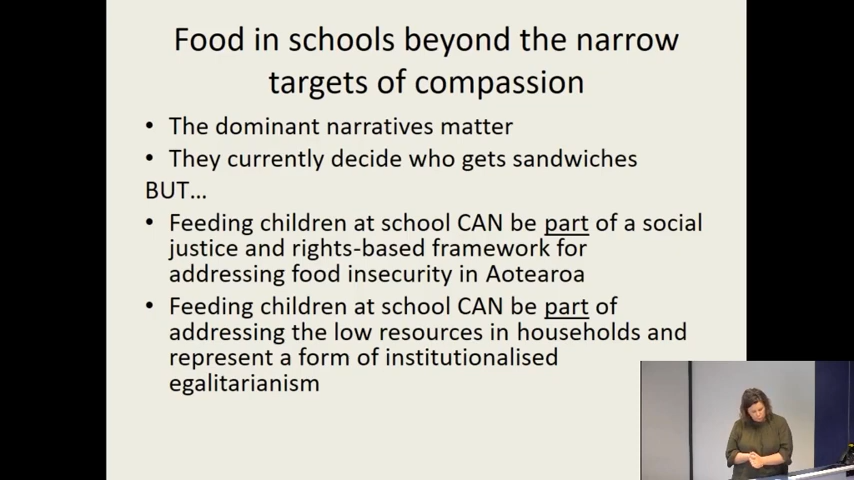 Food in schools beyond the narrow
targets of compassion
• The dominant narratives matter
• They currently decide who gets sandwiches
BUT...
• Feeding children at school CAN be part of a social
justice and rights-based framework for
addressing food insecurity in Aotearoa
• Feeding children at school CAN be part of
addressing the low resources in households and
represent a form of institutionalised
egalitarianism